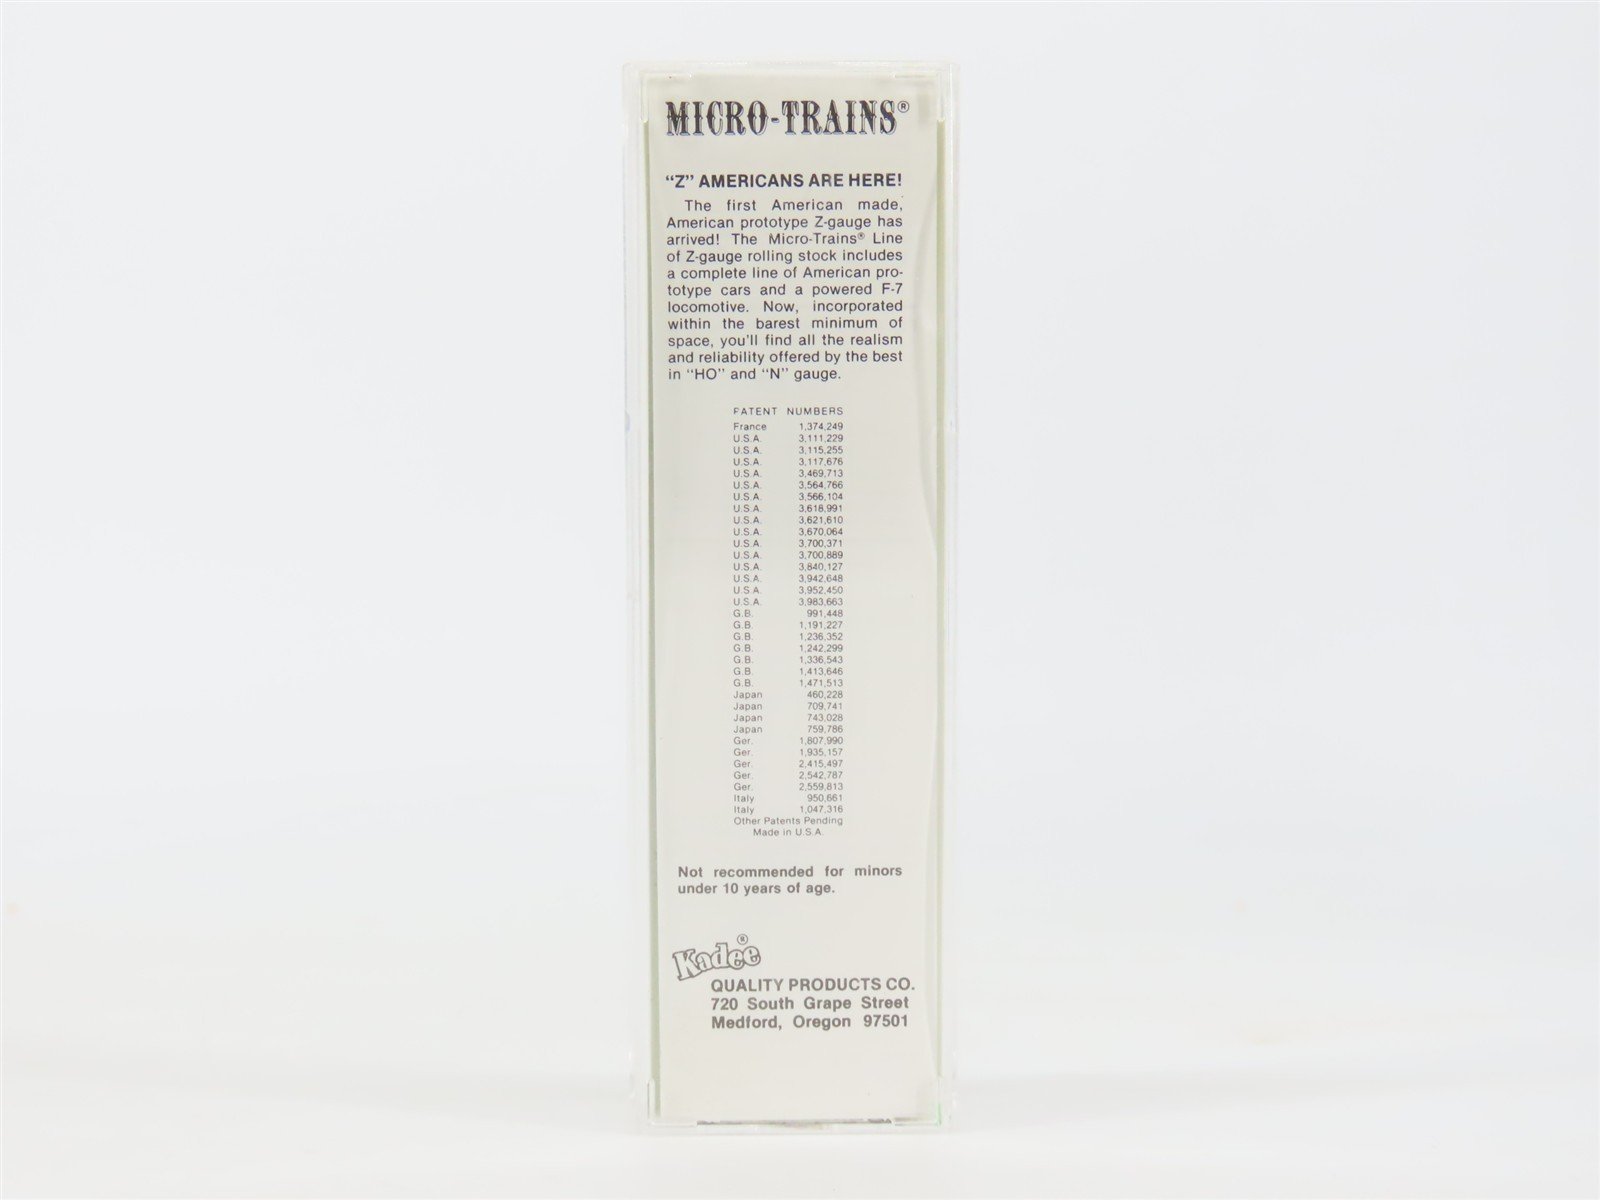 MICRO-TRAINS®
"Z" AMERICANS ARE HERE!
The first American made,
American prototype Z-gauge has
arrived! The Micro-Trains® Line
of Z-gauge rolling stock includes
a complete line of American pro-
totype cars and a powered F-7
locomotive. Now, incorporated
within the barest minimum of
space, you'll find all the realism
and reliability offered by the best
in "HO" and "N" gauge.
PATENT NUMBERS
France 1,374,249
U.S.A. 3,111,229
U.S.A. 3,115,255
U.S.A. 3,117,676
U.S.A. 3,469,713
U.S.A. 3,564,766
U.S.A. 3,566,104
U.S.A. 3,618,991
U.S.A. 3,621,610
U.S.A. 3,670,064
U.S.A. 3,700,371
U.S.A. 3,700,889
U.S.A. 3,840,127
U.S.A. 3,942,648
U.S.A. 3,952,450
U.S.A. 3,983,663
G.B. 991,448
G.B. 1,191,227
G.B. 1,236,352
G.B. 1,242,299
G.B. 1,336,543
G.B. 1,413,646
G.B. 1,471,513
Japan 460,228
Japan 709,741
Japan 743,028
Japan 759,786
Ger. 1,807,990
Ger. 1,935,157
Ger. 2,415,497
Ger. 2,542,787
Ger. 2,559,813
Italy 950,661
Italy 1,047,316
Other Patents Pending
Made in U.S.A.
Not recommended for minors
under 10 years of age.
Kadee®
QUALITY PRODUCTS CO.
720 South Grape Street
Medford, Oregon 97501